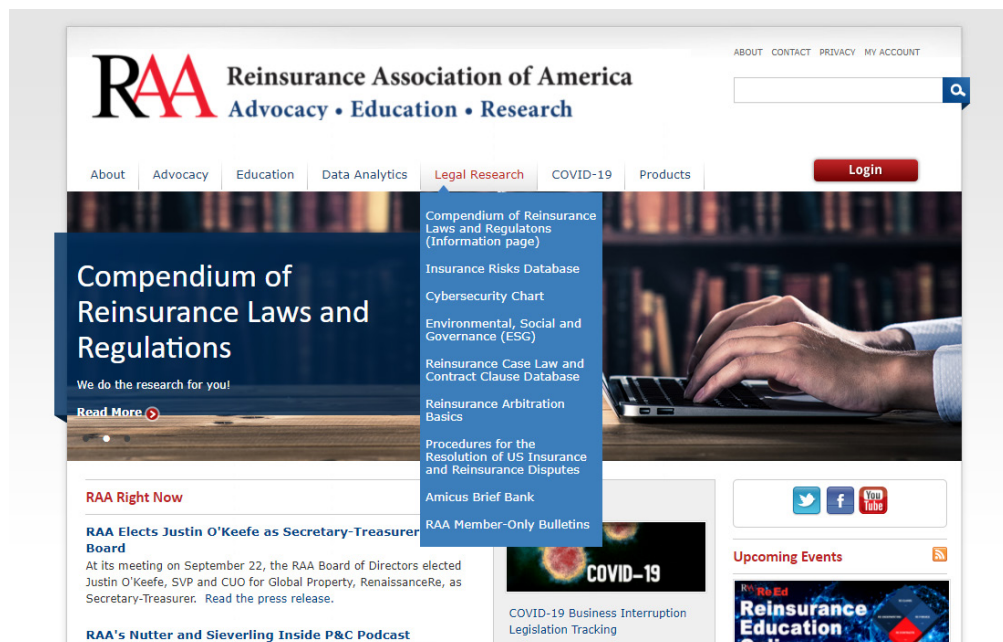 ABOUT CONTACT PRIVACY MY ACCOUNT
RAA
Reinsurance Association of America
Advocacy • Education • Research
About Advocacy Education Data Analytics Legal Research COVID-19 Products
Login
Compendium of
Reinsurance Laws and
Regulations
We do the research for you!
Read More
Compendium of Reinsurance
Laws and Regulatons
(Information page)
Insurance Risks Database
Cybersecurity Chart
Environmental, Social and
Governance (ESG)
Reinsurance Case Law and
Contract Clause Database
Reinsurance Arbitration
Basics
Procedures for the
Resolution of US Insurance
and Reinsurance Disputes
Amicus Brief Bank
RAA Member-Only Bulletins
RAA Right Now
RAA Elects Justin O'Keefe as Secretary-Treasurer
Board
At its meeting on September 22, the RAA Board of Directors elected
Justin O'Keefe, SVP and CUO for Global Property, RenaissanceRe, as
Secretary-Treasurer. Read the press release.
RAA's Nutter and Sieverling Inside P&C Podcast
COVID-19
COVID-19 Business Interruption
Legislation Tracking
You
Tube
Upcoming Events
ReEd
Reinsurance
Education